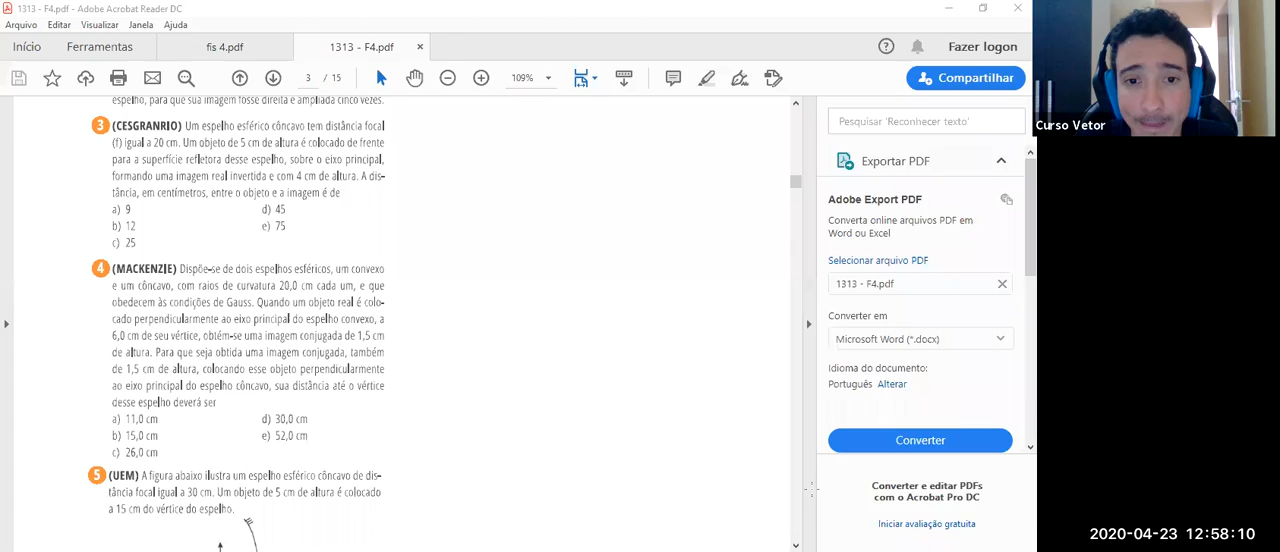 1313 - F4.pdf - Adobe Acrobat Reader DC
Arquivo Editar Visualizar Janela Ajuda
Início Ferramentas fis 4.pdf 1313 - F4.pdf × Fazer logon
3 / 15 109% Compartilhar
espelho, para que sua imagem fosse direita e ampliada cinco vezes.
3 (CESGRANRIO) Um espelho esférico côncavo tem distância focal
(f) igual a 20 cm. Um objeto de 5 cm de altura é colocado de frente
para a superfície refletora desse espelho, sobre o eixo principal,
formando uma imagem real invertida e com 4 cm de altura. A dis-
tância, em centímetros, entre o objeto e a imagem é de
a) 9 d) 45
b) 12 e) 75
c) 25
4 (MACKENZIE) Dispõe-se de dois espelhos esféricos, um convexo
e um côncavo, com raios de curvatura 20,0 cm cada um, e que
obedecem às condições de Gauss. Quando um objeto real é colo-
cado perpendicularmente ao eixo principal do espelho convexo, a
6,0 cm de seu vértice, obtém-se uma imagem conjugada de 1,5 cm
de altura. Para que seja obtida uma imagem conjugada, também
de 1,5 cm de altura, colocando esse objeto perpendicularmente
ao eixo principal do espelho côncavo, sua distância até o vértice
desse espelho deverá ser
a) 11,0 cm d) 30,0 cm
b) 15,0 cm e) 52,0 cm
c) 26,0 cm
5 (UEM) A figura abaixo ilustra um espelho esférico côncavo de dis-
tância focal igual a 30 cm. Um objeto de 5 cm de altura é colocado
a 15 cm do vértice do espelho.
Pesquisar 'Reconhecer texto'
Exportar PDF
Adobe Export PDF
Converta online arquivos PDF em
Word ou Excel
Selecionar arquivo PDF
1313 - F4.pdf
Converter em
Microsoft Word (*.docx)
Idioma do documento:
Português Alterar
Converter
Converter e editar PDFs
com o Acrobat Pro DC
Iniciar avaliação gratuita
Curso Vetor
2020-04-23 12:58:10